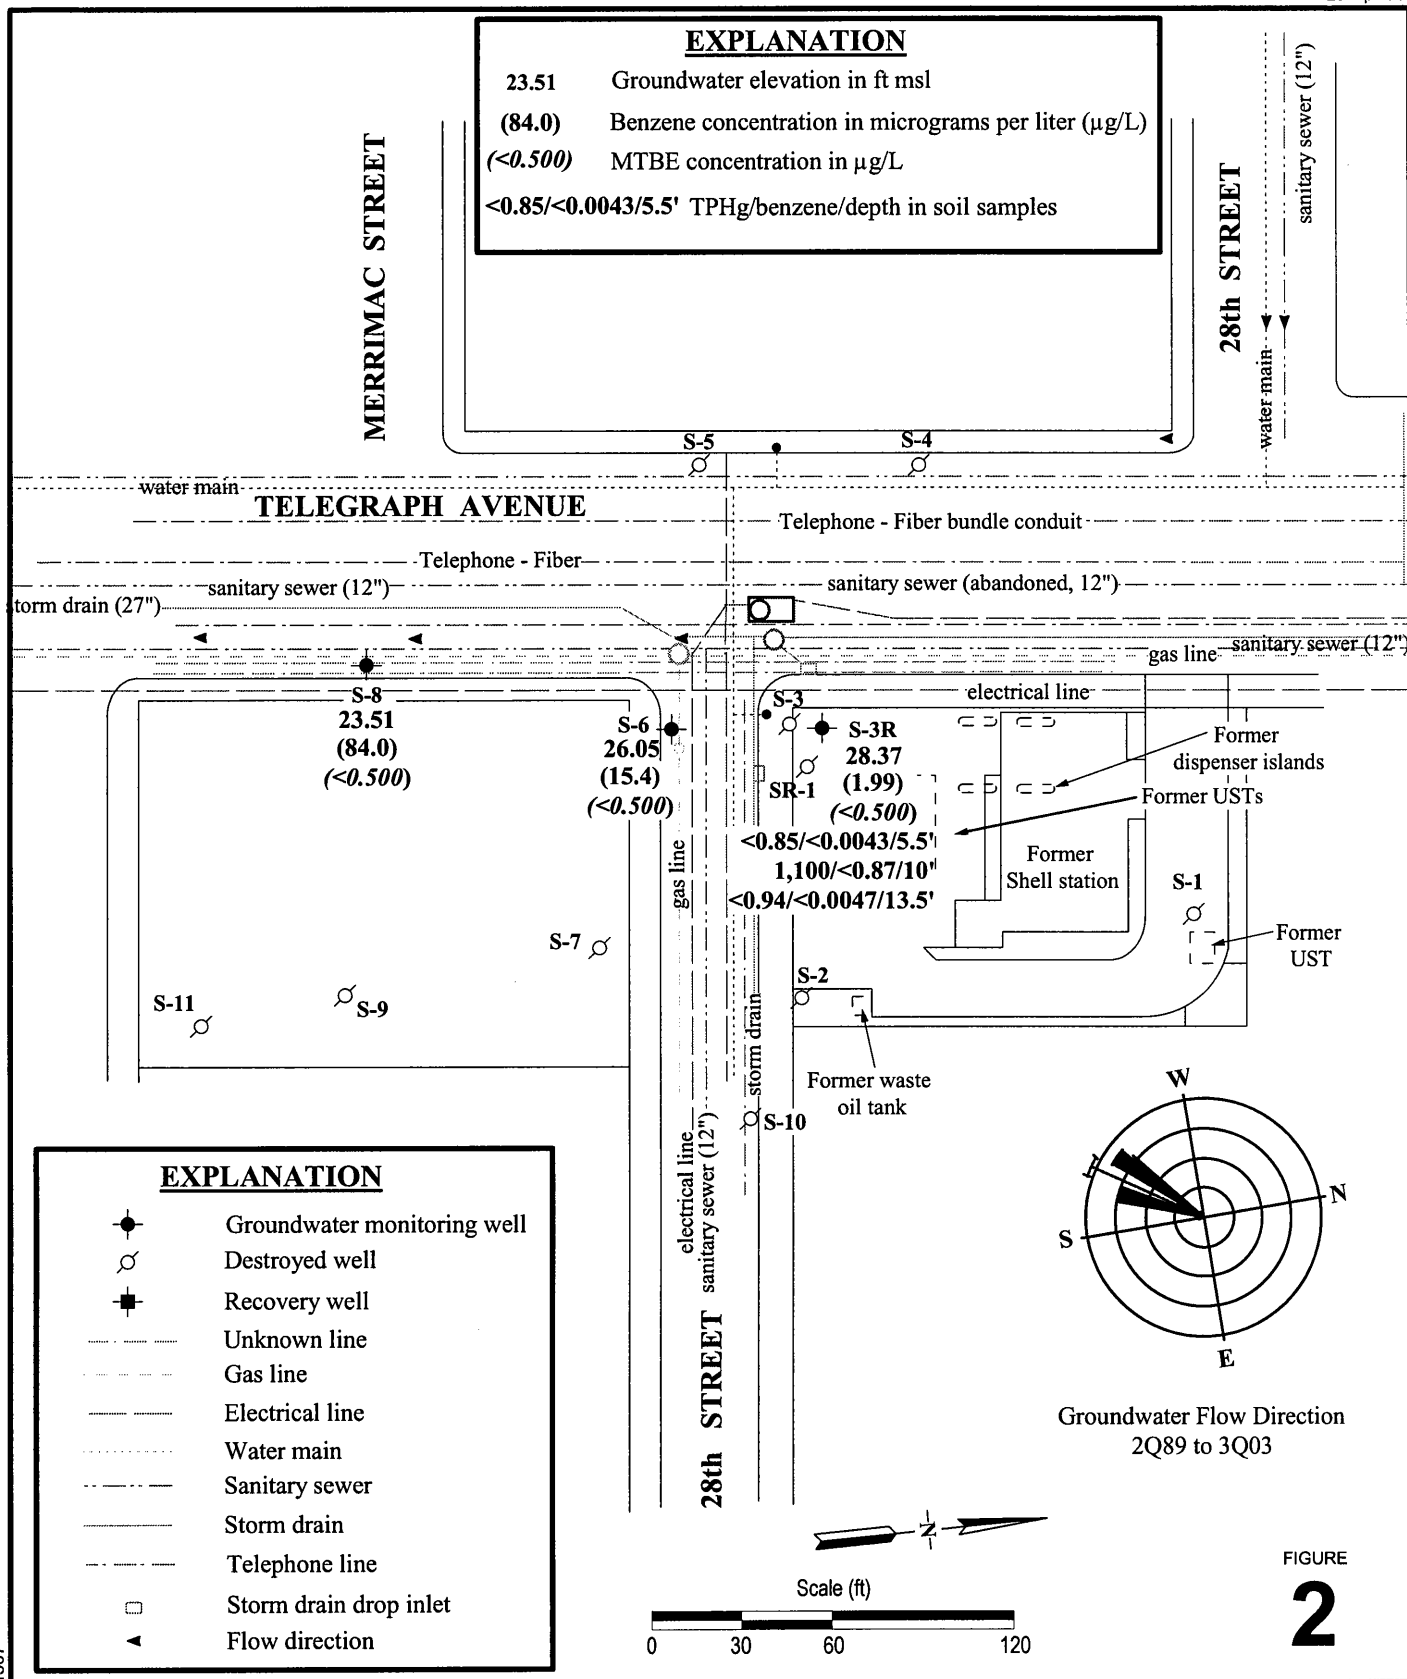 EXPLANATION
23.51 Groundwater elevation in ft msl
(84.0) Benzene concentration in micrograms per liter (µg/L)
(<0.500) MTBE concentration in µg/L
<0.85/<0.0043/5.5' TPHg/benzene/depth in soil samples
MERRIMAC STREET
28th STREET
sanitary sewer (12")
water main
S-5
S-4
water main
TELEGRAPH AVENUE
Telephone - Fiber bundle conduit
Telephone - Fiber
sanitary sewer (12")
sanitary sewer (abandoned, 12")
torm drain (27")
sanitary sewer (12")
gas line
electrical line
S-8
23.51
(84.0)
(<0.500)
S-6
26.05
(15.4)
(<0.500)
S-3
S-3R
28.37
(1.99)
(<0.500)
SR-1
<0.85/<0.0043/5.5'
1,100/<0.87/10'
<0.94/<0.0047/13.5'
Former
dispenser islands
Former USTs
Former
Shell station
S-1
Former
UST
gas line
S-7
S-2
S-11
S-9
storm drain
Former waste
oil tank
S-10
electrical line
sanitary sewer (12")
28th STREET
W
N
S
E
Groundwater Flow Direction
2Q89 to 3Q03
EXPLANATION
Groundwater monitoring well
Destroyed well
Recovery well
Unknown line
Gas line
Electrical line
Water main
Sanitary sewer
Storm drain
Telephone line
Storm drain drop inlet
Flow direction
N
Scale (ft)
0 30 60 120
FIGURE
2